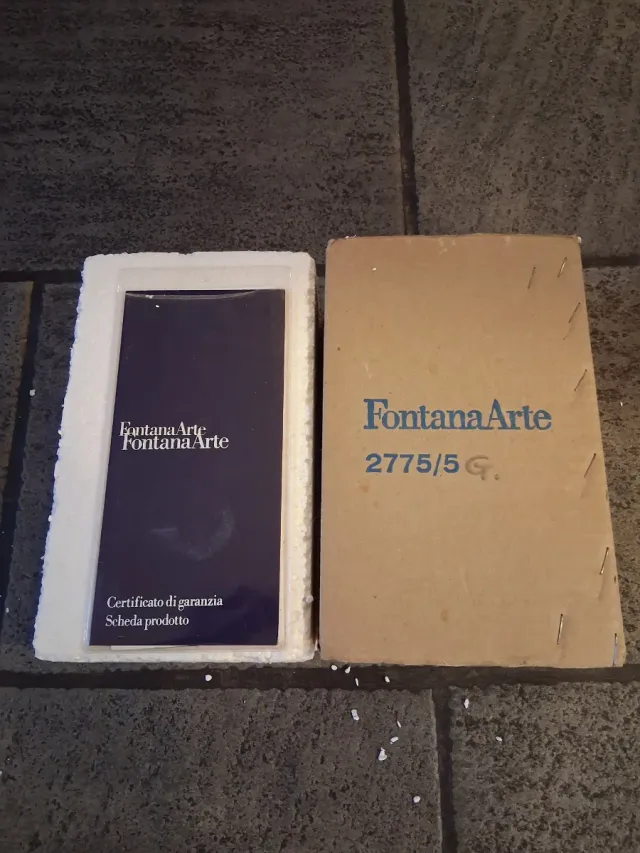 FontanaArte
FontanaArte
Certificato di garanzia
Scheda prodotto
FontanaArte
2775/5 G.